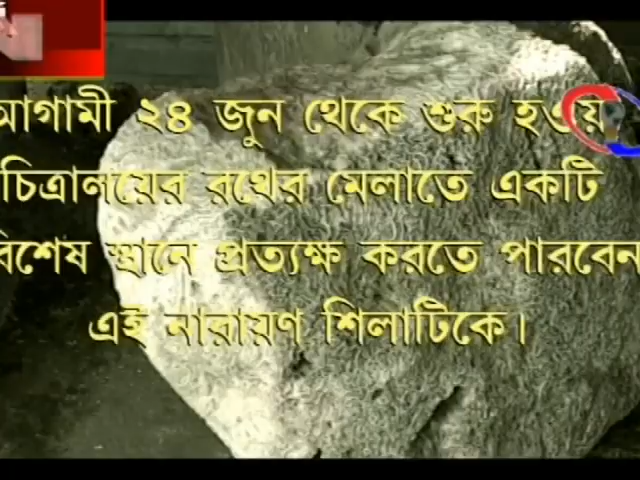 আগামী ২৪ জুন থেকে শুরু হওয়
চিত্রালয়ের রথের মেলাতে একটি
বিশেষ স্থানে প্রত্যক্ষ করতে পারবেন
এই নারায়ণ শিলাটিকে।